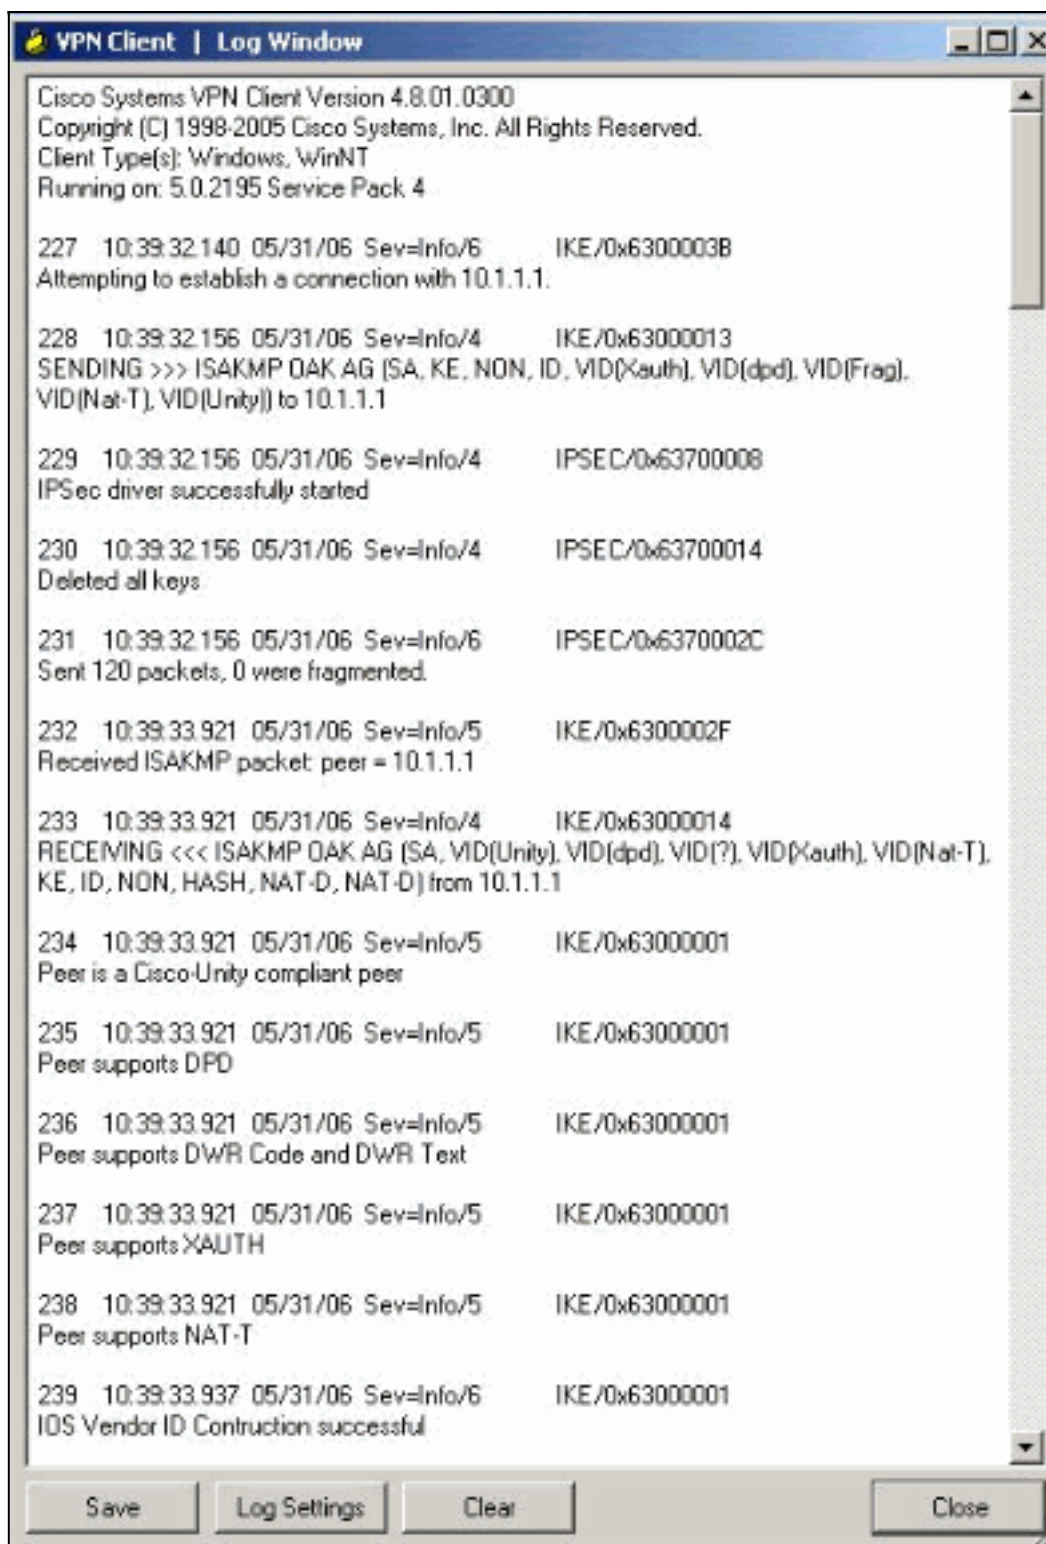 VPN Client | Log Window
Cisco Systems VPN Client Version 4.8.01.0300
Copyright (C) 1998-2005 Cisco Systems, Inc. All Rights Reserved.
Client Type(s): Windows, WinNT
Running on: 5.0.2195 Service Pack 4
227 10:39:32.140 05/31/06 Sev=Info/6 IKE/0x6300003B
Attempting to establish a connection with 10.1.1.1.
228 10:39:32.156 05/31/06 Sev=Info/4 IKE/0x63000013
SENDING >>> ISAKMP OAK AG (SA, KE, NON, ID, VID(Xauth), VID(dpd), VID(Frag),
VID(Nat-T), VID(Unity)) to 10.1.1.1
229 10:39:32.156 05/31/06 Sev=Info/4 IPSEC/0x63700008
IPSec driver successfully started
230 10:39:32.156 05/31/06 Sev=Info/4 IPSEC/0x63700014
Deleted all keys
231 10:39:32.156 05/31/06 Sev=Info/6 IPSEC/0x6370002C
Sent 120 packets, 0 were fragmented.
232 10:39:33.921 05/31/06 Sev=Info/5 IKE/0x6300002F
Received ISAKMP packet: peer = 10.1.1.1
233 10:39:33.921 05/31/06 Sev=Info/4 IKE/0x63000014
RECEIVING <<< ISAKMP OAK AG (SA, VID(Unity), VID(dpd), VID(?), VID(Xauth), VID(Nat-T),
KE, ID, NON, HASH, NAT-D, NAT-D) from 10.1.1.1
234 10:39:33.921 05/31/06 Sev=Info/5 IKE/0x63000001
Peer is a Cisco-Unity compliant peer
235 10:39:33.921 05/31/06 Sev=Info/5 IKE/0x63000001
Peer supports DPD
236 10:39:33.921 05/31/06 Sev=Info/5 IKE/0x63000001
Peer supports DWR Code and DWR Text
237 10:39:33.921 05/31/06 Sev=Info/5 IKE/0x63000001
Peer supports XAUTH
238 10:39:33.921 05/31/06 Sev=Info/5 IKE/0x63000001
Peer supports NAT-T
239 10:39:33.937 05/31/06 Sev=Info/6 IKE/0x63000001
IOS Vendor ID Contruction successful
Save Log Settings Clear Close